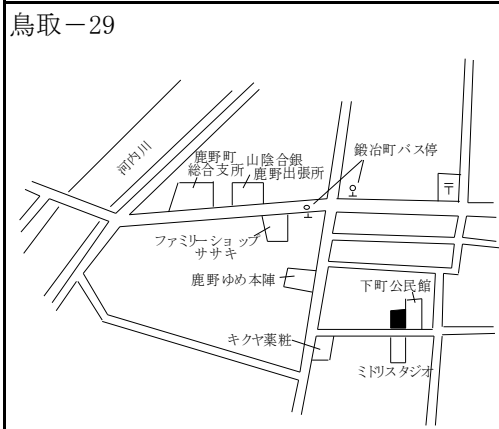 鳥取－29
河内川
鹿野町
総合支所
山陰合銀
鹿野出張所
鍛冶町バス停
〒
ファミリーショップ
ササキ
鹿野ゆめ本陣
下町公民館
キクヤ薬粧
ミドリスタジオ